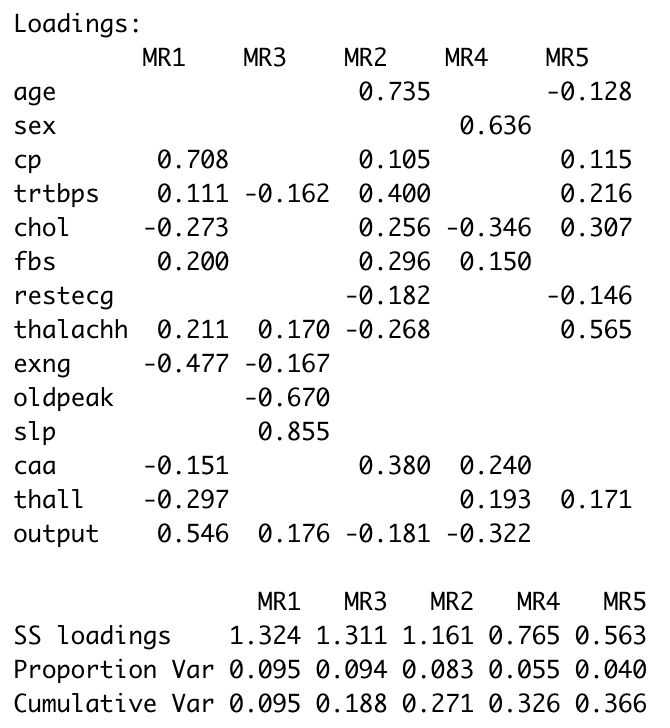 Loadings:
         MR1    MR3    MR2    MR4    MR5
age                     0.735        -0.128
sex                            0.636
cp        0.708         0.105         0.115
trtbps    0.111 -0.162  0.400         0.216
chol     -0.273         0.256 -0.346  0.307
fbs       0.200         0.296  0.150
restecg                -0.182        -0.146
thalachh  0.211  0.170 -0.268         0.565
exng     -0.477 -0.167
oldpeak         -0.670
slp              0.855
caa      -0.151         0.380  0.240
thall    -0.297                0.193  0.171
output    0.546  0.176 -0.181 -0.322
                 MR1   MR3   MR2   MR4   MR5
SS loadings    1.324 1.311 1.161 0.765 0.563
Proportion Var 0.095 0.094 0.083 0.055 0.040
Cumulative Var 0.095 0.188 0.271 0.326 0.366